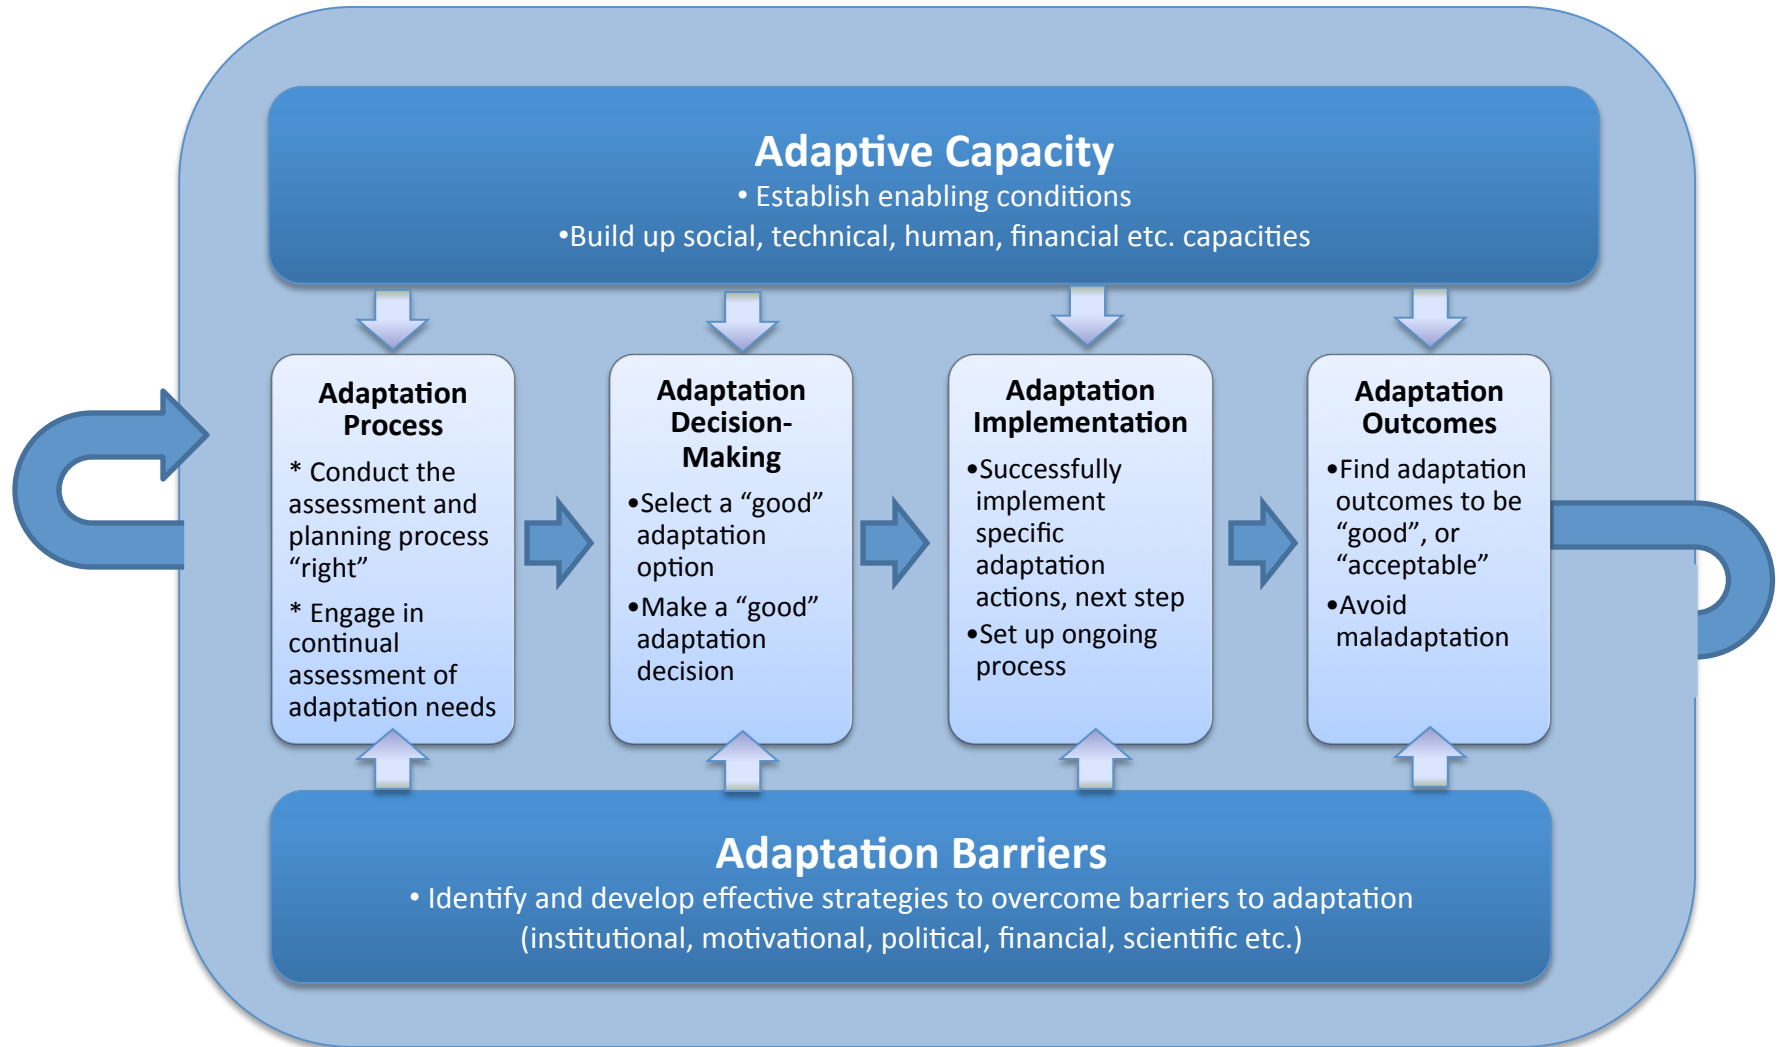 Adaptive Capacity
• Establish enabling conditions
•Build up social, technical, human, financial etc. capacities
Adaptation
Process
* Conduct the
assessment and
planning process
“right”
* Engage in
continual
assessment of
adaptation needs
Adaptation
Decision-
Making
•Select a “good”
adaptation
option
•Make a “good”
adaptation
decision
Adaptation
Implementation
•Successfully
implement
specific
adaptation
actions, next step
•Set up ongoing
process
Adaptation
Outcomes
•Find adaptation
outcomes to be
“good”, or
“acceptable”
•Avoid
maladaptation
Adaptation Barriers
• Identify and develop effective strategies to overcome barriers to adaptation
(institutional, motivational, political, financial, scientific etc.)